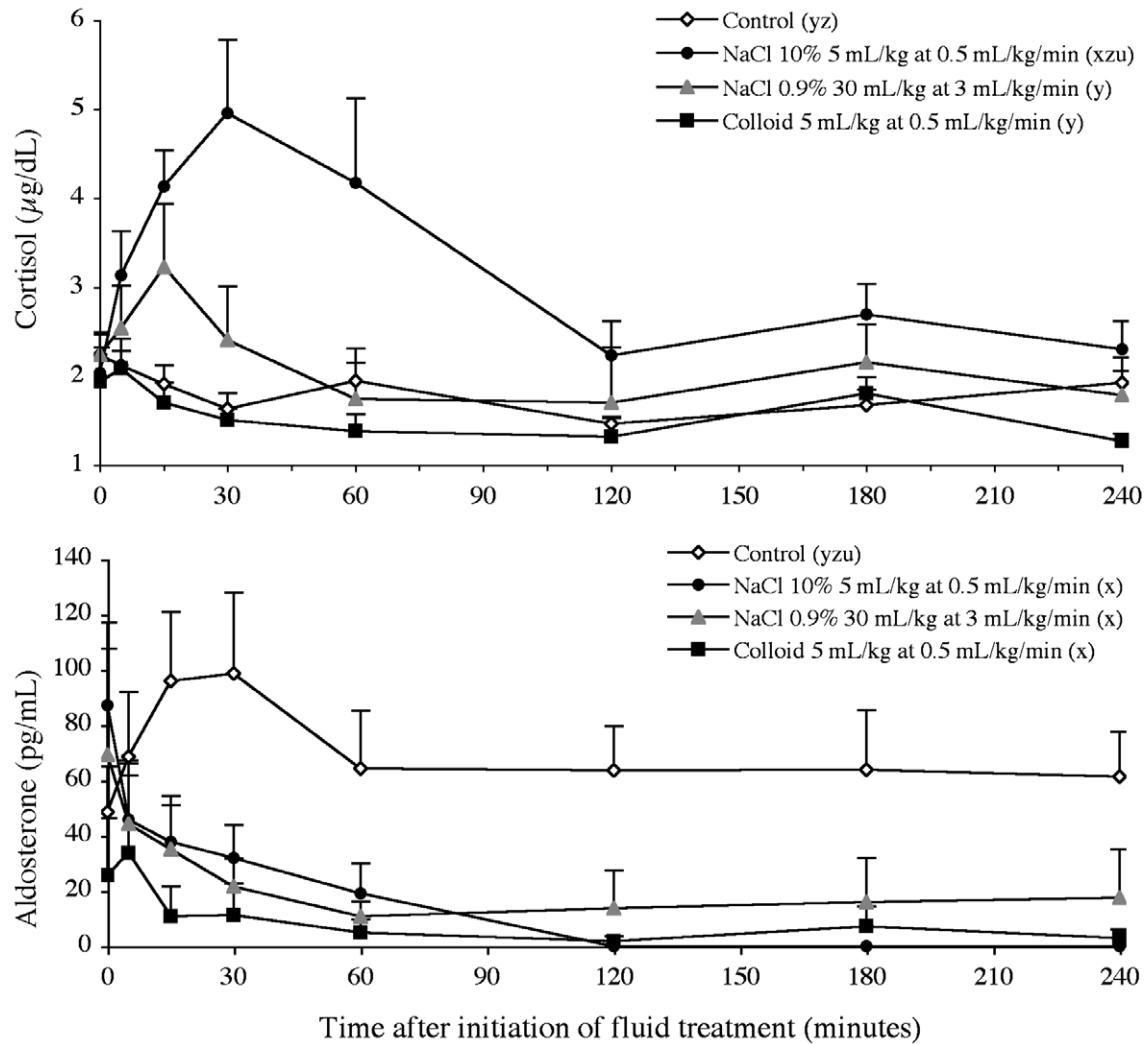 6
5
4
3
2
1
Cortisol (µg/dL)
Control (yz)
NaCl 10% 5 mL/kg at 0.5 mL/kg/min (xzu)
NaCl 0.9% 30 mL/kg at 3 mL/kg/min (y)
Colloid 5 mL/kg at 0.5 mL/kg/min (y)
0 30 60 90 120 150 180 210 240
140
120
100
80
60
40
20
0
Aldosterone (pg/mL)
Control (yzu)
NaCl 10% 5 mL/kg at 0.5 mL/kg/min (x)
NaCl 0.9% 30 mL/kg at 3 mL/kg/min (x)
Colloid 5 mL/kg at 0.5 mL/kg/min (x)
0 30 60 90 120 150 180 210 240
Time after initiation of fluid treatment (minutes)